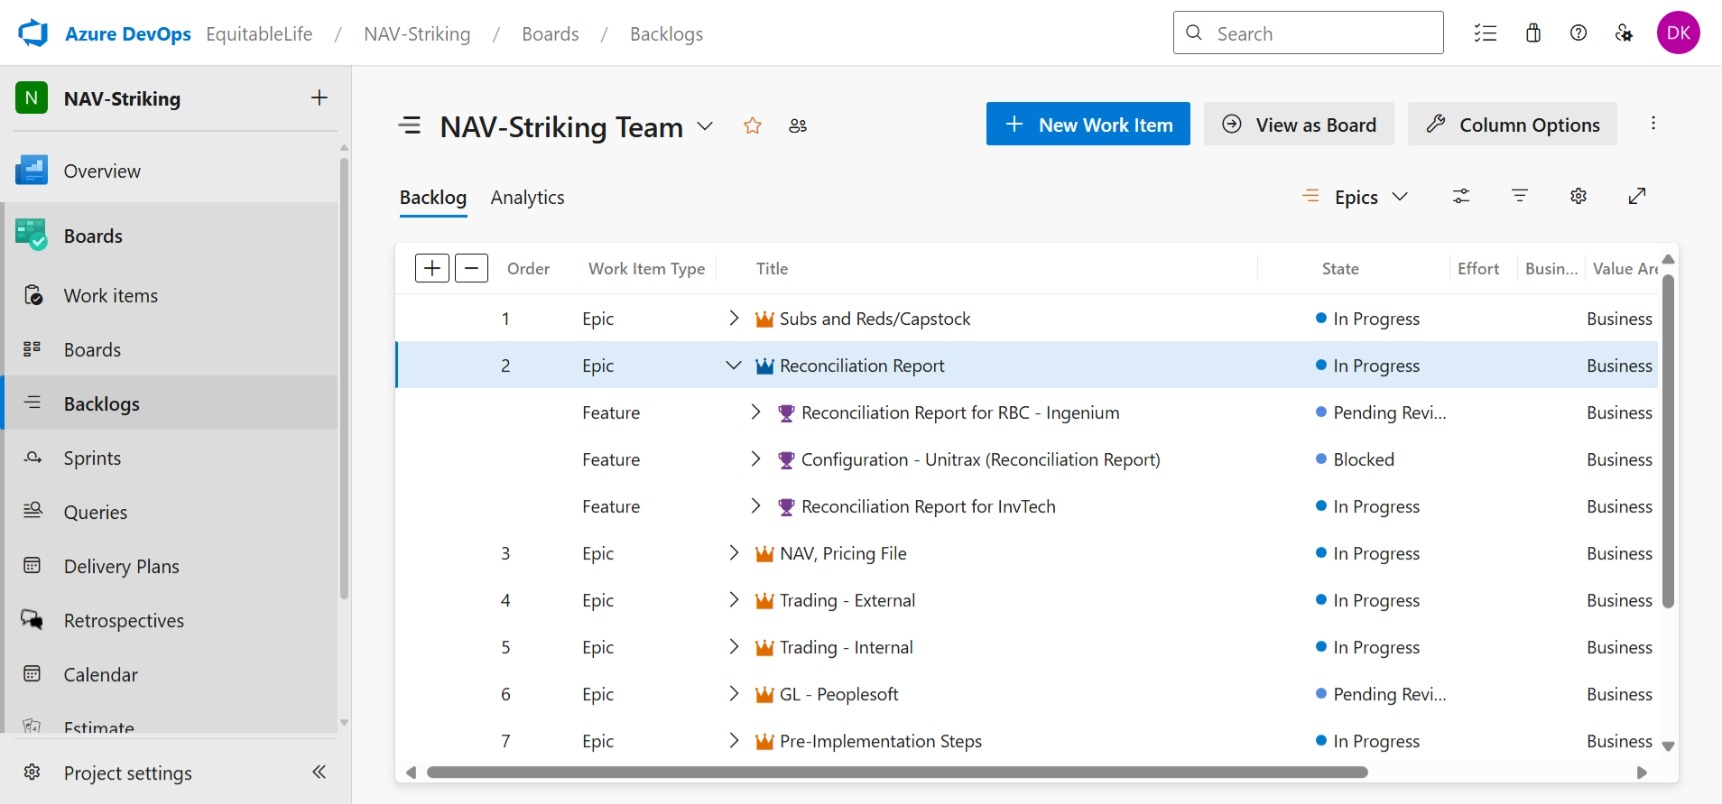 Azure DevOps EquitableLife / NAV-Striking / Boards / Backlogs
Search
DK
N NAV-Striking
Overview
Boards
Work items
Boards
Backlogs
Sprints
Queries
Delivery Plans
Retrospectives
Calendar
Estimate
Project settings
NAV-Striking Team
New Work Item
View as Board
Column Options
Backlog Analytics
Epics
Order Work Item Type Title State Effort Busin... Value Are
1 Epic Subs and Reds/Capstock In Progress Business
2 Epic Reconciliation Report In Progress Business
Feature Reconciliation Report for RBC - Ingenium Pending Revi... Business
Feature Configuration - Unitrax (Reconciliation Report) Blocked Business
Feature Reconciliation Report for InvTech In Progress Business
3 Epic NAV, Pricing File In Progress Business
4 Epic Trading - External In Progress Business
5 Epic Trading - Internal In Progress Business
6 Epic GL - Peoplesoft Pending Revi... Business
7 Epic Pre-Implementation Steps In Progress Business